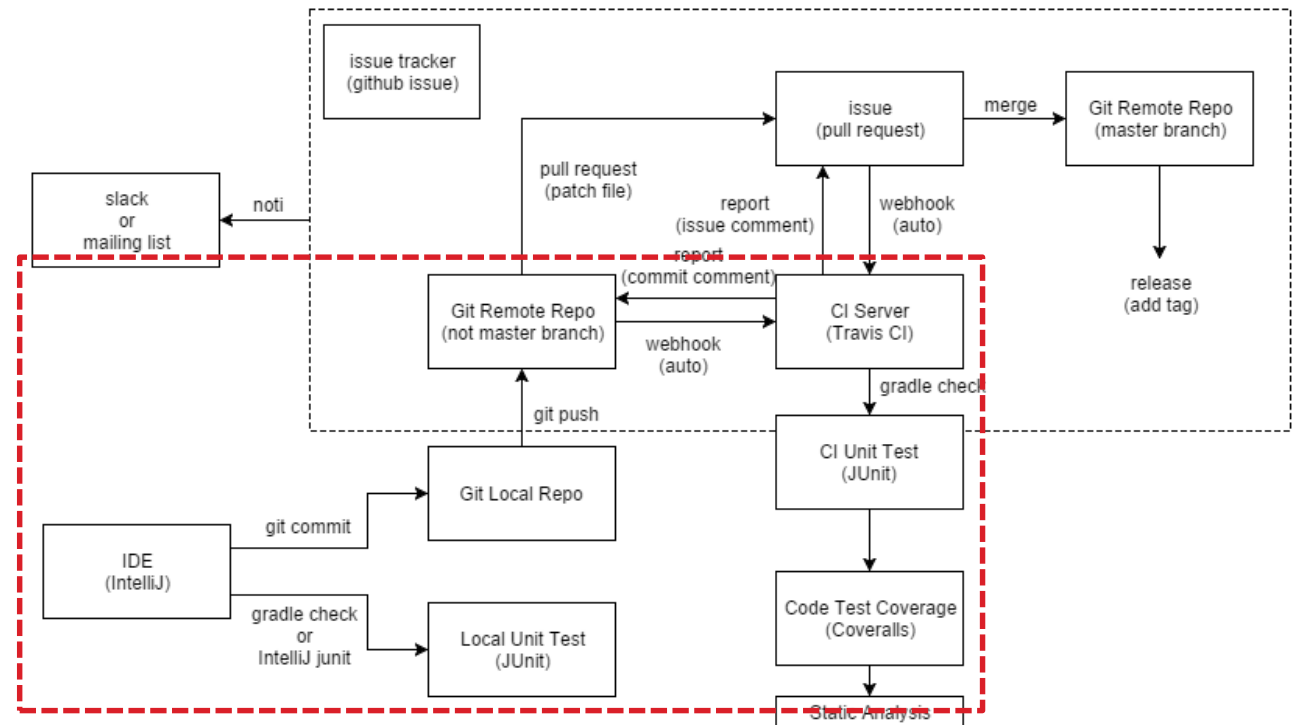 issue tracker
(github issue)
issue
(pull request)
merge
Git Remote Repo
(master branch)
pull request
(patch file)
slack
or
mailing list
noti
report
(issue comment)
webhook
(auto)
report
(commit comment)
release
(add tag)
Git Remote Repo
(not master branch)
CI Server
(Travis CI)
webhook
(auto)
gradle check
git push
CI Unit Test
(JUnit)
Git Local Repo
git commit
IDE
(IntelliJ)
gradle check
or
IntelliJ junit
Local Unit Test
(JUnit)
Code Test Coverage
(Coveralls)
Static Analysis